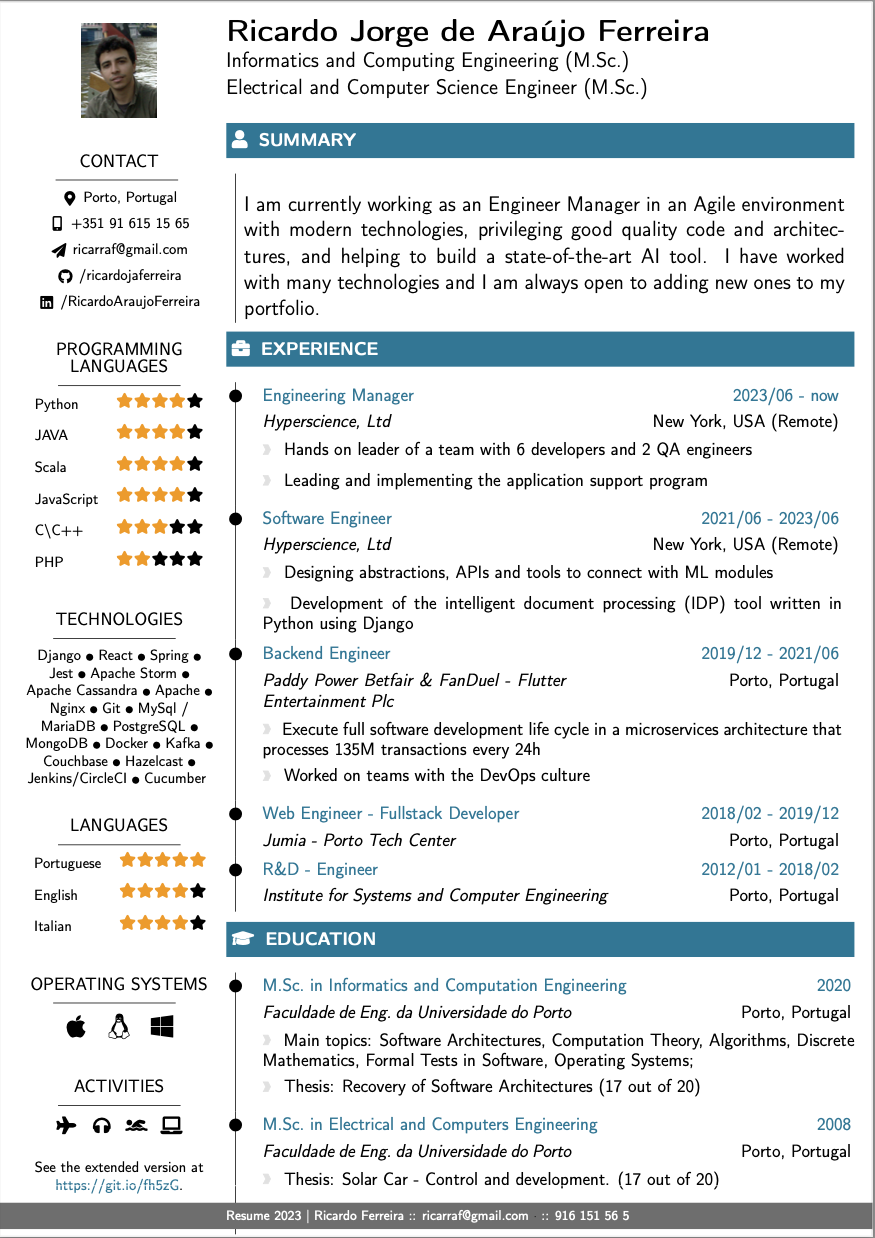 Ricardo Jorge de Araújo Ferreira
Informatics and Computing Engineering (M.Sc.)
Electrical and Computer Science Engineer (M.Sc.)
CONTACT
Porto, Portugal
+351 91 615 15 65
ricarraf@gmail.com
/ricardojaferreira
/RicardoAraujoFerreira
PROGRAMMING
LANGUAGES
Python
JAVA
Scala
JavaScript
C\C++
PHP
TECHNOLOGIES
Django ● React ● Spring ●
Jest ● Apache Storm ●
Apache Cassandra ● Apache ●
Nginx ● Git ● MySql /
MariaDB ● PostgreSQL ●
MongoDB ● Docker ● Kafka ●
Couchbase ● Hazelcast ●
Jenkins/CircleCI ● Cucumber
LANGUAGES
Portuguese
English
Italian
OPERATING SYSTEMS
ACTIVITIES
See the extended version at
https://git.io/fh5zG.
SUMMARY
I am currently working as an Engineer Manager in an Agile environment
with modern technologies, privileging good quality code and architec-
tures, and helping to build a state-of-the-art AI tool. I have worked
with many technologies and I am always open to adding new ones to my
portfolio.
EXPERIENCE
Engineering Manager 2023/06 - now
Hyperscience, Ltd New York, USA (Remote)
Hands on leader of a team with 6 developers and 2 QA engineers
Leading and implementing the application support program
Software Engineer 2021/06 - 2023/06
Hyperscience, Ltd New York, USA (Remote)
Designing abstractions, APIs and tools to connect with ML modules
Development of the intelligent document processing (IDP) tool written in
Python using Django
Backend Engineer 2019/12 - 2021/06
Paddy Power Betfair & FanDuel - Flutter Porto, Portugal
Entertainment Plc
Execute full software development life cycle in a microservices architecture that
processes 135M transactions every 24h
Worked on teams with the DevOps culture
Web Engineer - Fullstack Developer 2018/02 - 2019/12
Jumia - Porto Tech Center Porto, Portugal
R&D - Engineer 2012/01 - 2018/02
Institute for Systems and Computer Engineering Porto, Portugal
EDUCATION
M.Sc. in Informatics and Computation Engineering 2020
Faculdade de Eng. da Universidade do Porto Porto, Portugal
Main topics: Software Architectures, Computation Theory, Algorithms, Discrete
Mathematics, Formal Tests in Software, Operating Systems;
Thesis: Recovery of Software Architectures (17 out of 20)
M.Sc. in Electrical and Computers Engineering 2008
Faculdade de Eng. da Universidade do Porto Porto, Portugal
Thesis: Solar Car - Control and development. (17 out of 20)
Resume 2023 | Ricardo Ferreira :: ricarraf@gmail.com · :: 916 151 56 5